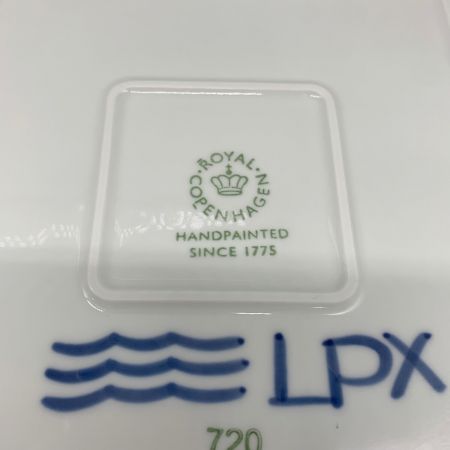 ROYAL COPENHAGEN
HANDPAINTED
SINCE 1775
LPX
720